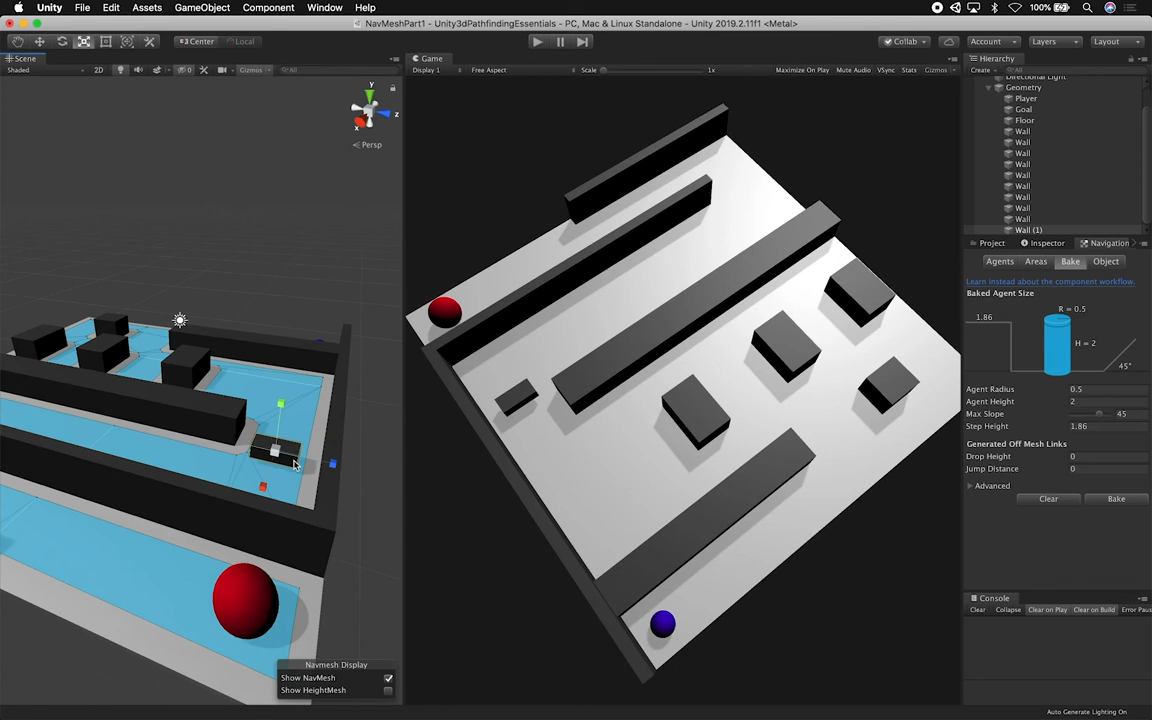 Unity File Edit Assets GameObject Component Window Help 100%
NavMeshPart1 - Unity3dPathfindingEssentials - PC, Mac & Linux Standalone - Unity 2019.2.11f1 <Metal>
Center Local Collab Account Layers Layout
Scene
Shaded 2D 0 Gizmos All
y
z
x
Persp
Navmesh Display
Show NavMesh
Show HeightMesh
Game
Display 1 Free Aspect Scale 1x Maximize On Play Mute Audio VSync Stats Gizmos
Hierarchy
Create All
Directional Light
Geometry
Player
Goal
Floor
Wall
Wall
Wall
Wall
Wall
Wall
Wall
Wall
Wall
Wall (1)
Project Inspector Navigation
Agents Areas Bake Object
Learn instead about the component workflow.
Baked Agent Size
R = 0.5
1.86
H = 2
45°
Agent Radius 0.5
Agent Height 2
Max Slope 45
Step Height 1.86
Generated Off Mesh Links
Drop Height 0
Jump Distance 0
Advanced
Clear Bake
Console
Clear Collapse Clear on Play Clear on Build Error Paus
Auto Generate Lighting On